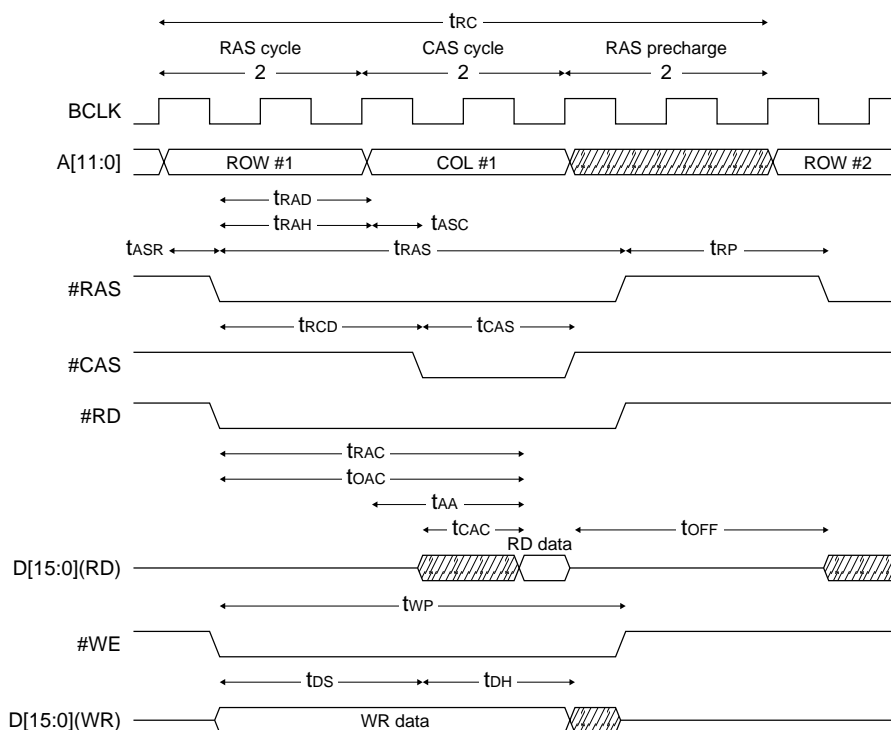 tRC
RAS cycle CAS cycle RAS precharge
2 2 2
BCLK
A[11:0] ROW #1 COL #1 ROW #2
tRAD
tRAH tASC
tASR tRAS tRP
#RAS
tRCD tCAS
#CAS
#RD
tRAC
tOAC
tAA
tCAC RD data tOFF
D[15:0](RD)
tWP
#WE
tDS tDH
D[15:0](WR) WR data